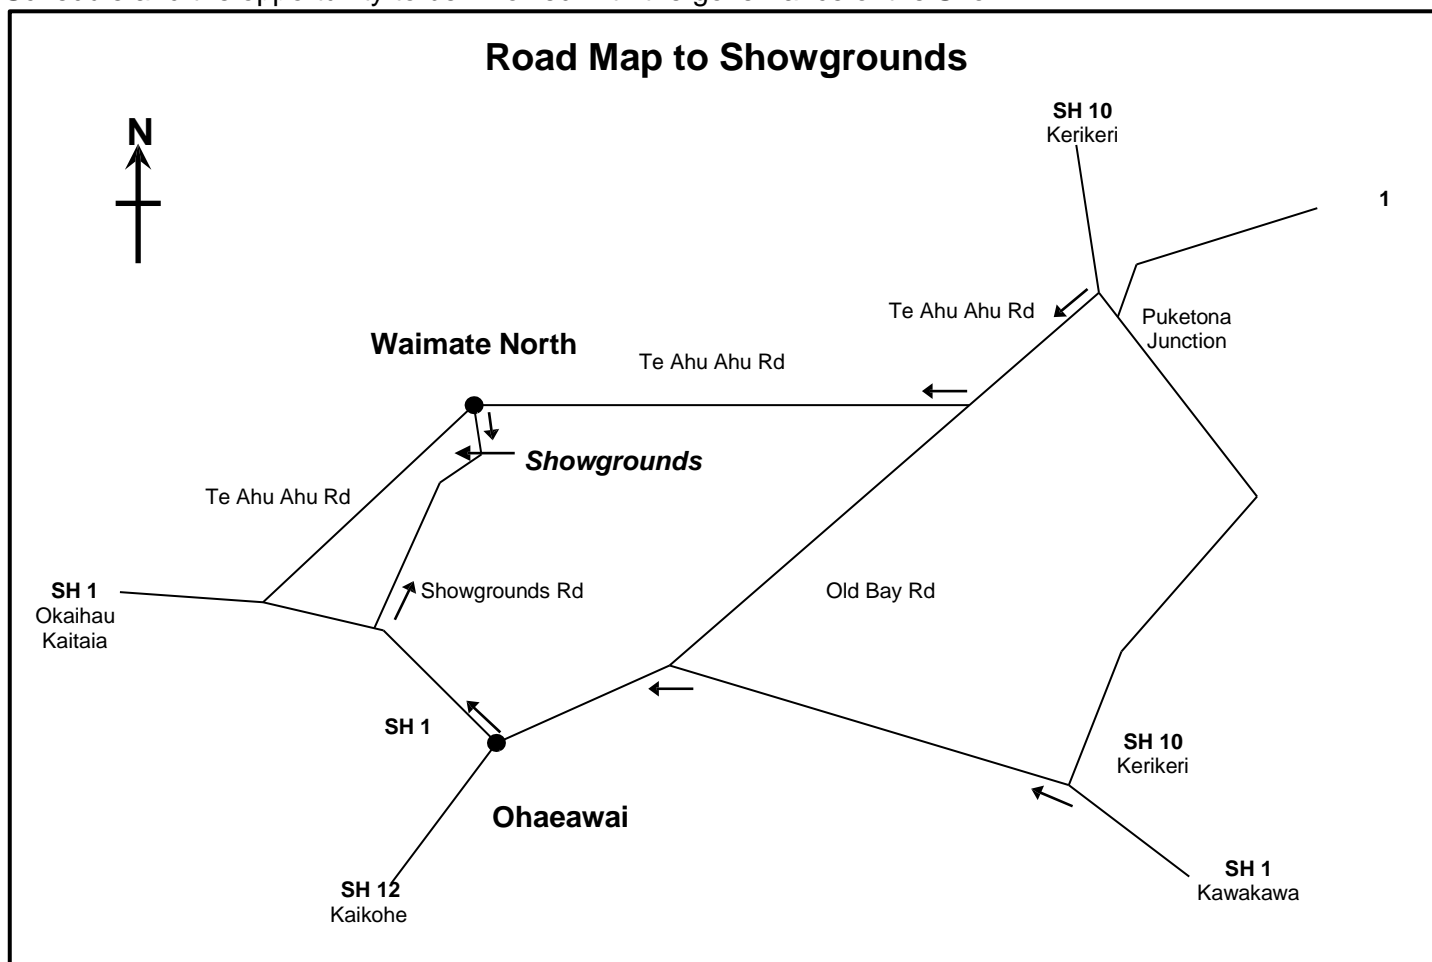 Road Map to Showgrounds
N
SH 10
Kerikeri
1
Te Ahu Ahu Rd
Puketona
Junction
Waimate North
Te Ahu Ahu Rd
Showgrounds
Te Ahu Ahu Rd
SH 1
Okaihau
Kaitaia
Showgrounds Rd
Old Bay Rd
SH 1
SH 10
Kerikeri
Ohaeawai
SH 1
Kawakawa
SH 12
Kaikohe